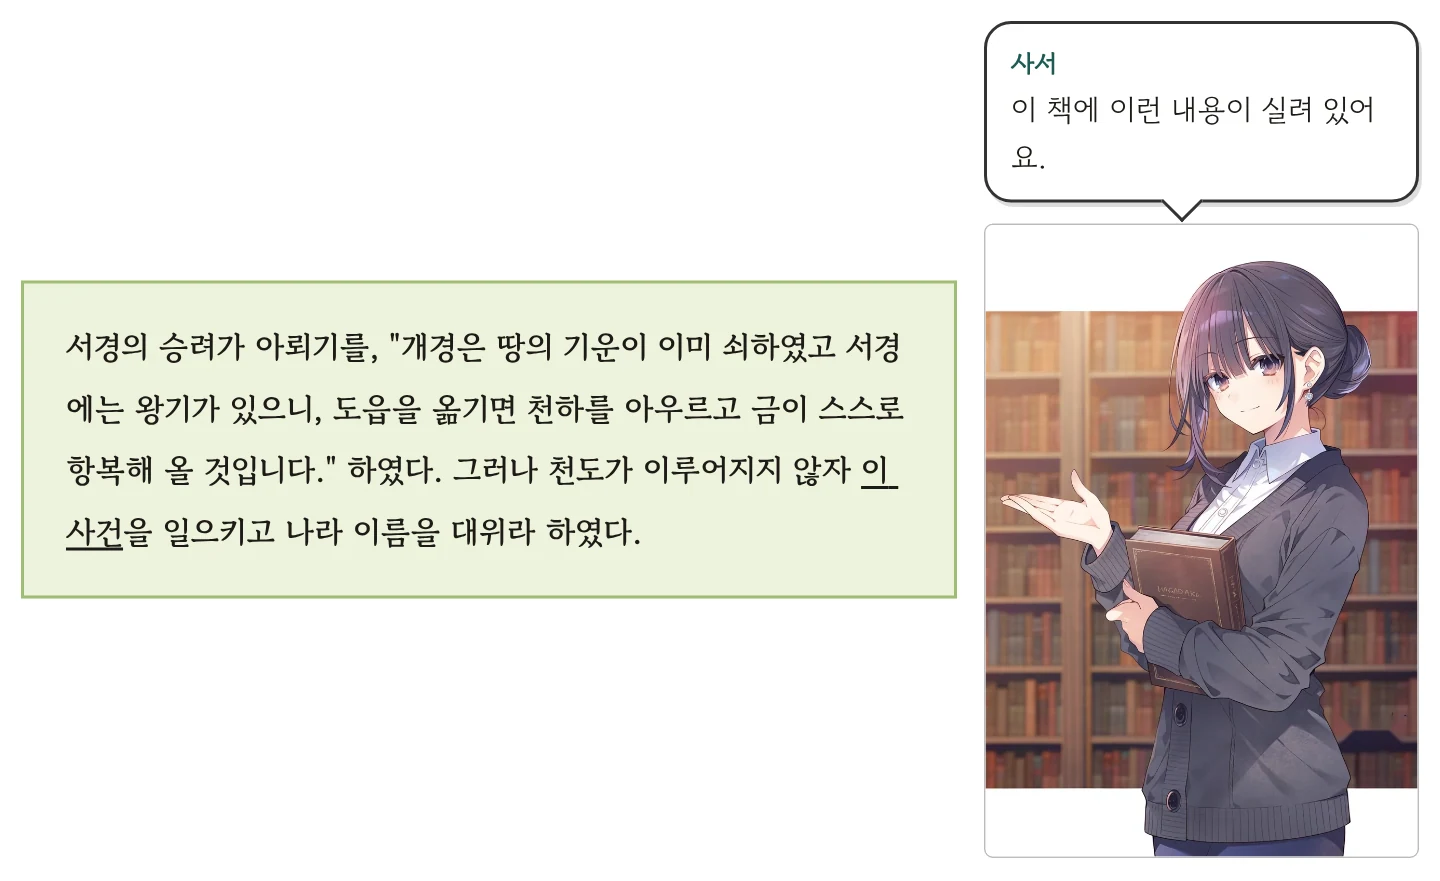 사서
이 책에 이런 내용이 실려 있어
요.
서경의 승려가 아뢰기를, "개경은 땅의 기운이 이미 쇠하였고 서경
에는 왕기가 있으니, 도읍을 옮기면 천하를 아우르고 금이 스스로
항복해 올 것입니다." 하였다. 그러나 천도가 이루어지지 않자 이
사건을 일으키고 나라 이름을 대위라 하였다.